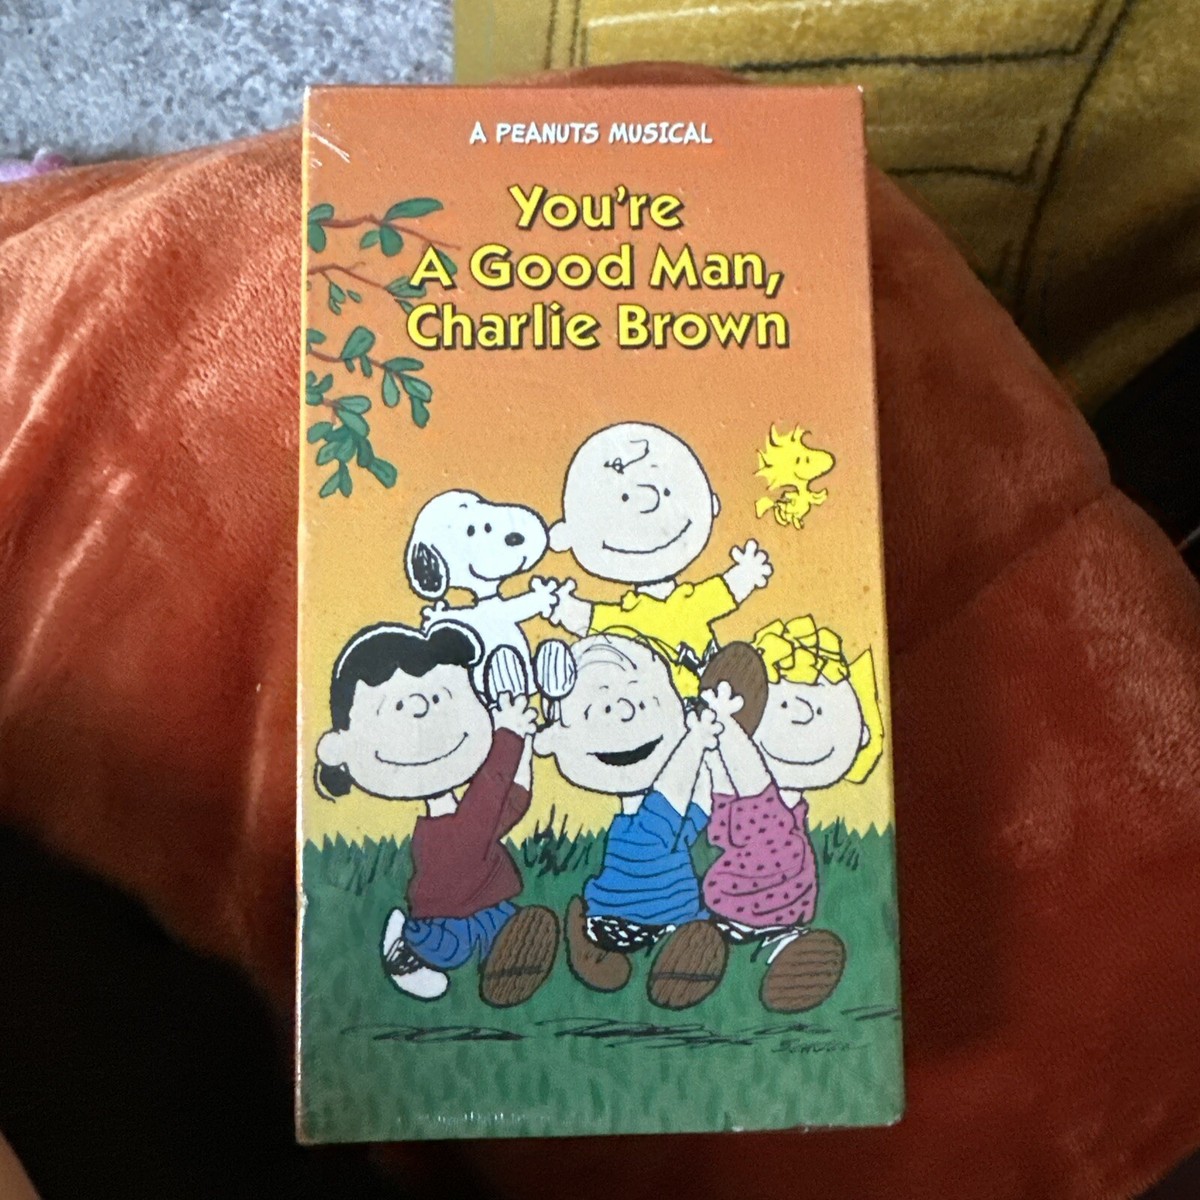 A PEANUTS MUSICAL
You're
A Good Man,
Charlie Brown